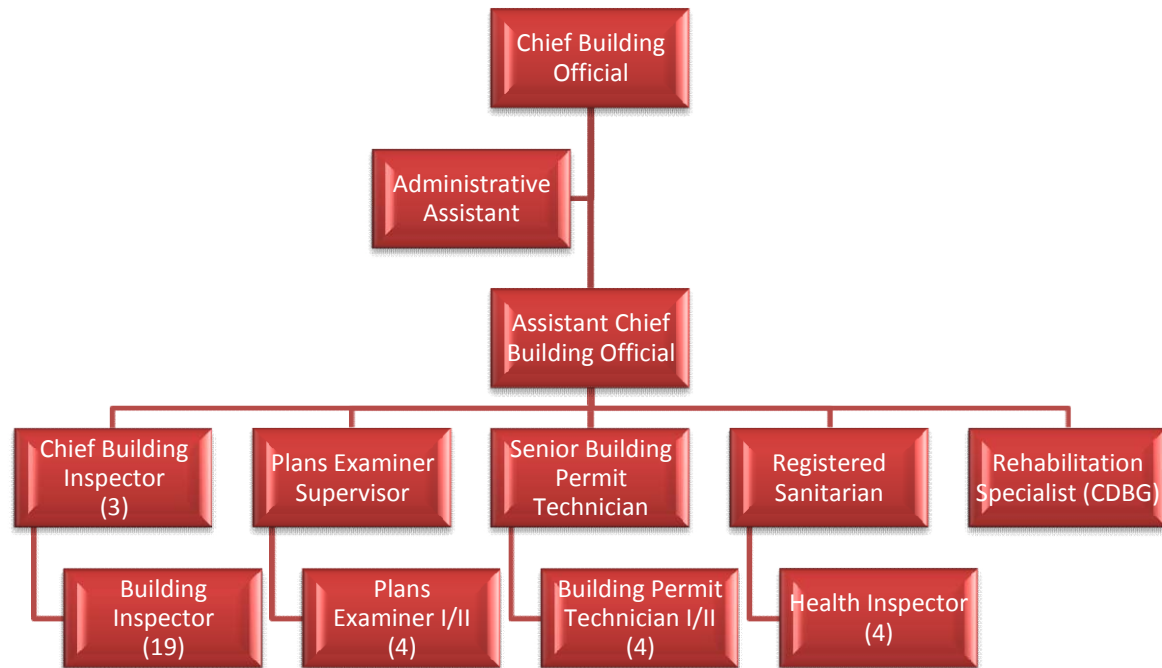 Chief Building
Official
Administrative
Assistant
Assistant Chief
Building Official
Chief Building
Inspector
(3)
Plans Examiner
Supervisor
Senior Building
Permit
Technician
Registered
Sanitarian
Rehabilitation
Specialist (CDBG)
Building
Inspector
(19)
Plans
Examiner I/II
(4)
Building Permit
Technician I/II
(4)
Health Inspector
(4)